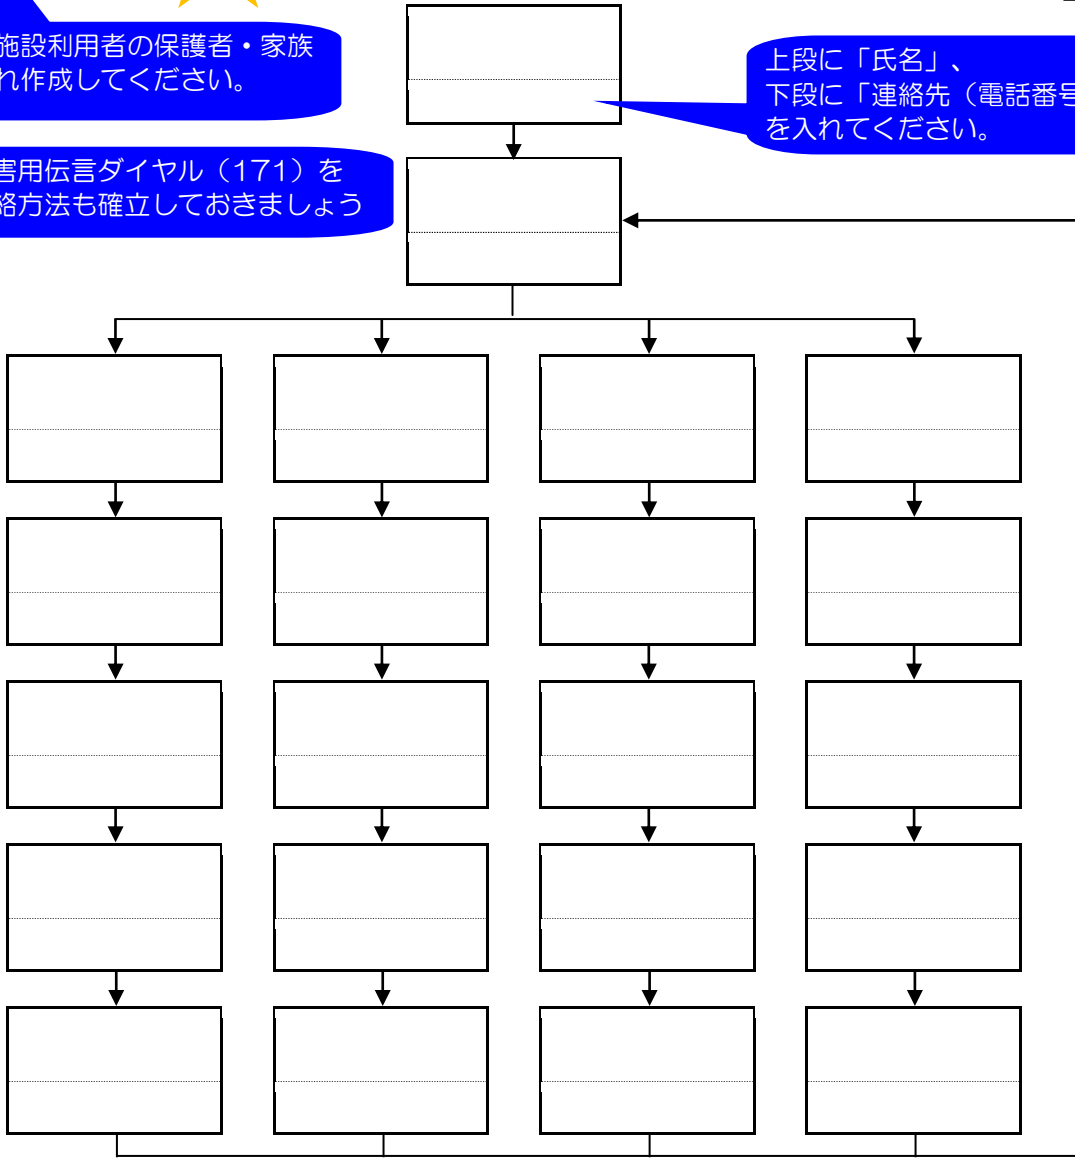 施設利用者の保護者・家族
れ作成してください。
上段に「氏名」、
下段に「連絡先（電話番号
を入れてください。
害用伝言ダイヤル（171）を
絡方法も確立しておきましょう